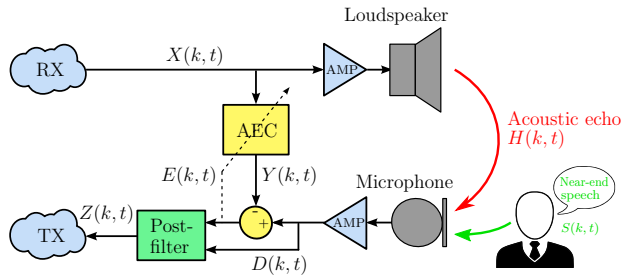 Loudspeaker
X(k, t)
RX
AMP
Acoustic echo
H(k, t)
AEC
E(k, t)
Y(k, t)
Microphone
Near-end
speech
S(k, t)
Z(k, t)
TX
Post-
filter
-
+
AMP
D(k, t)